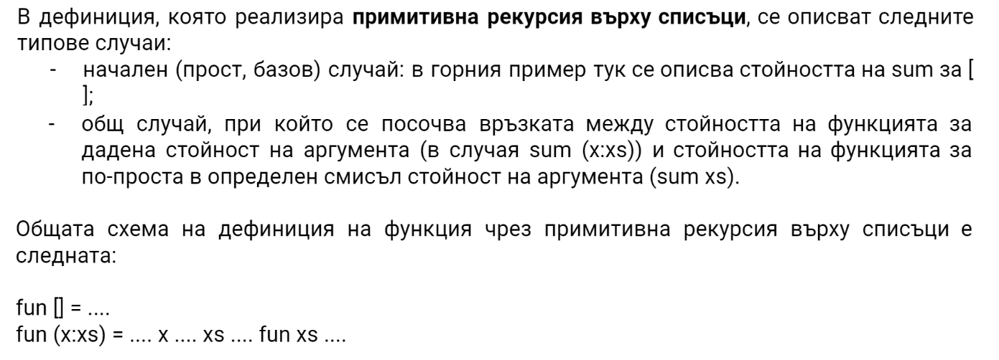 В дефиниция, която реализира примитивна рекурсия върху списъци, се описват следните
типове случаи:
- начален (прост, базов) случай: в горния пример тук се описва стойността на sum за [
];
- общ случай, при който се посочва връзката между стойността на функцията за
дадена стойност на аргумента (в случая sum (x:xs)) и стойността на функцията за
по-проста в определен смисъл стойност на аргумента (sum xs).
Общата схема на дефиниция на функция чрез примитивна рекурсия върху списъци е
следната:
fun [] = ....
fun (x:xs) = .... x .... xs .... fun xs ....